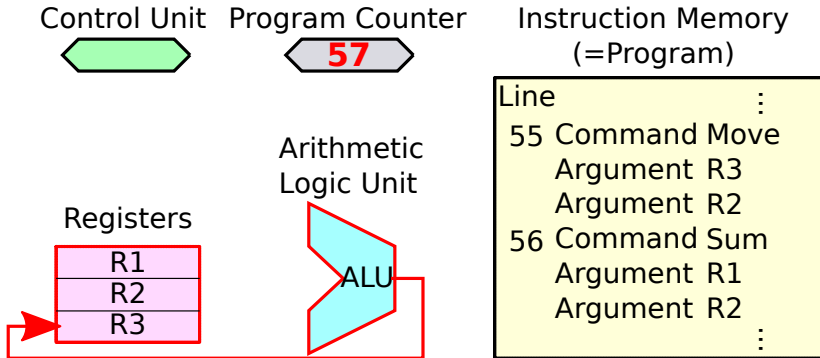 Control Unit
Program Counter
57
Instruction Memory
(=Program)
Line ⋮
55 Command Move
Argument R3
Argument R2
56 Command Sum
Argument R1
Argument R2
⋮
Arithmetic
Logic Unit
ALU
Registers
R1
R2
R3